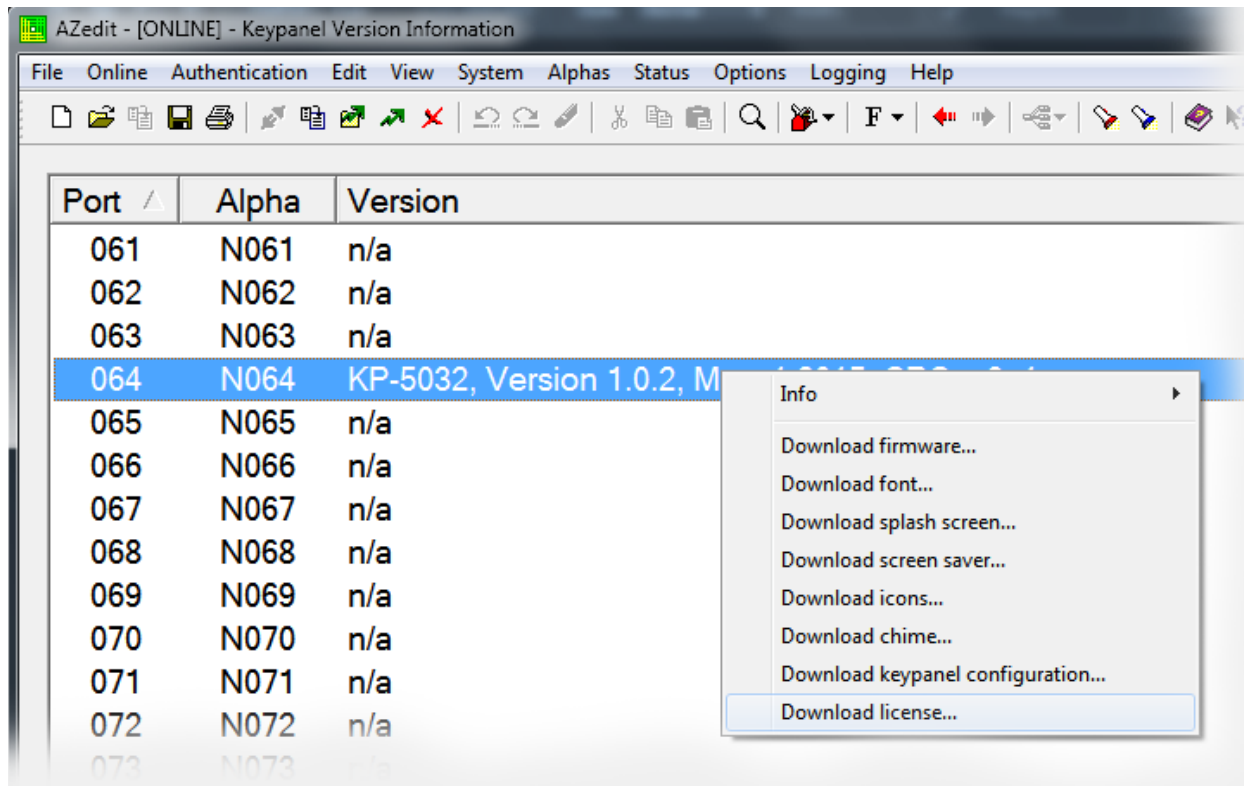 AZedit - [ONLINE] - Keypanel Version Information
File Online Authentication Edit View System Alphas Status Options Logging Help
F
Port Alpha Version
061 N061 n/a
062 N062 n/a
063 N063 n/a
064 N064 KP-5032, Version 1.0.2,
Info
065 N065 n/a
Download firmware...
066 N066 n/a
Download font...
067 N067 n/a
Download splash screen...
068 N068 n/a
Download screen saver...
069 N069 n/a
Download icons...
070 N070 n/a
Download chime...
071 N071 n/a
Download keypanel configuration...
072 N072 n/a
Download license...
073 N073 n/a